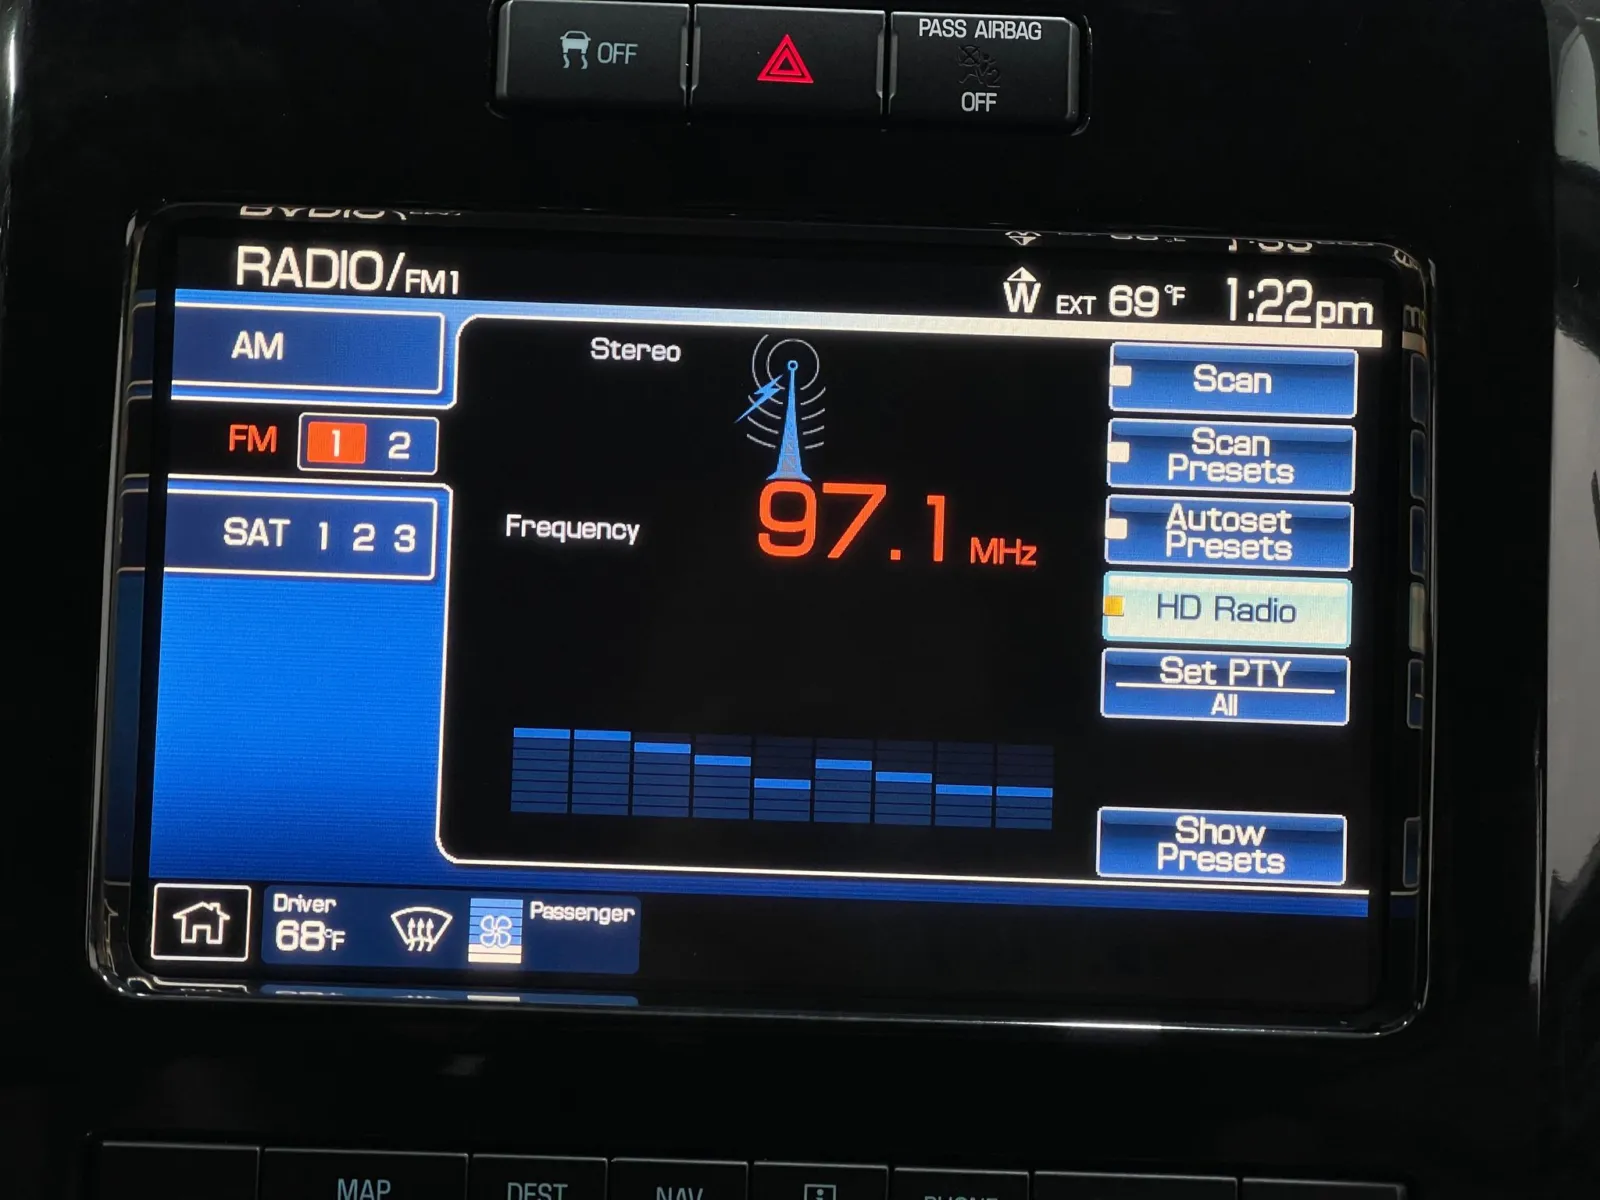 OFF
PASS AIRBAG
OFF
RADIO/FM1
W EXT 69°F 1:22pm
AM
FM 1 2
SAT 1 2 3
Stereo
Frequency 97.1 MHz
Scan
Scan
Presets
Autoset
Presets
HD Radio
Set PTY
All
Show
Presets
Driver
68°F
Passenger
MAP DEST NAV